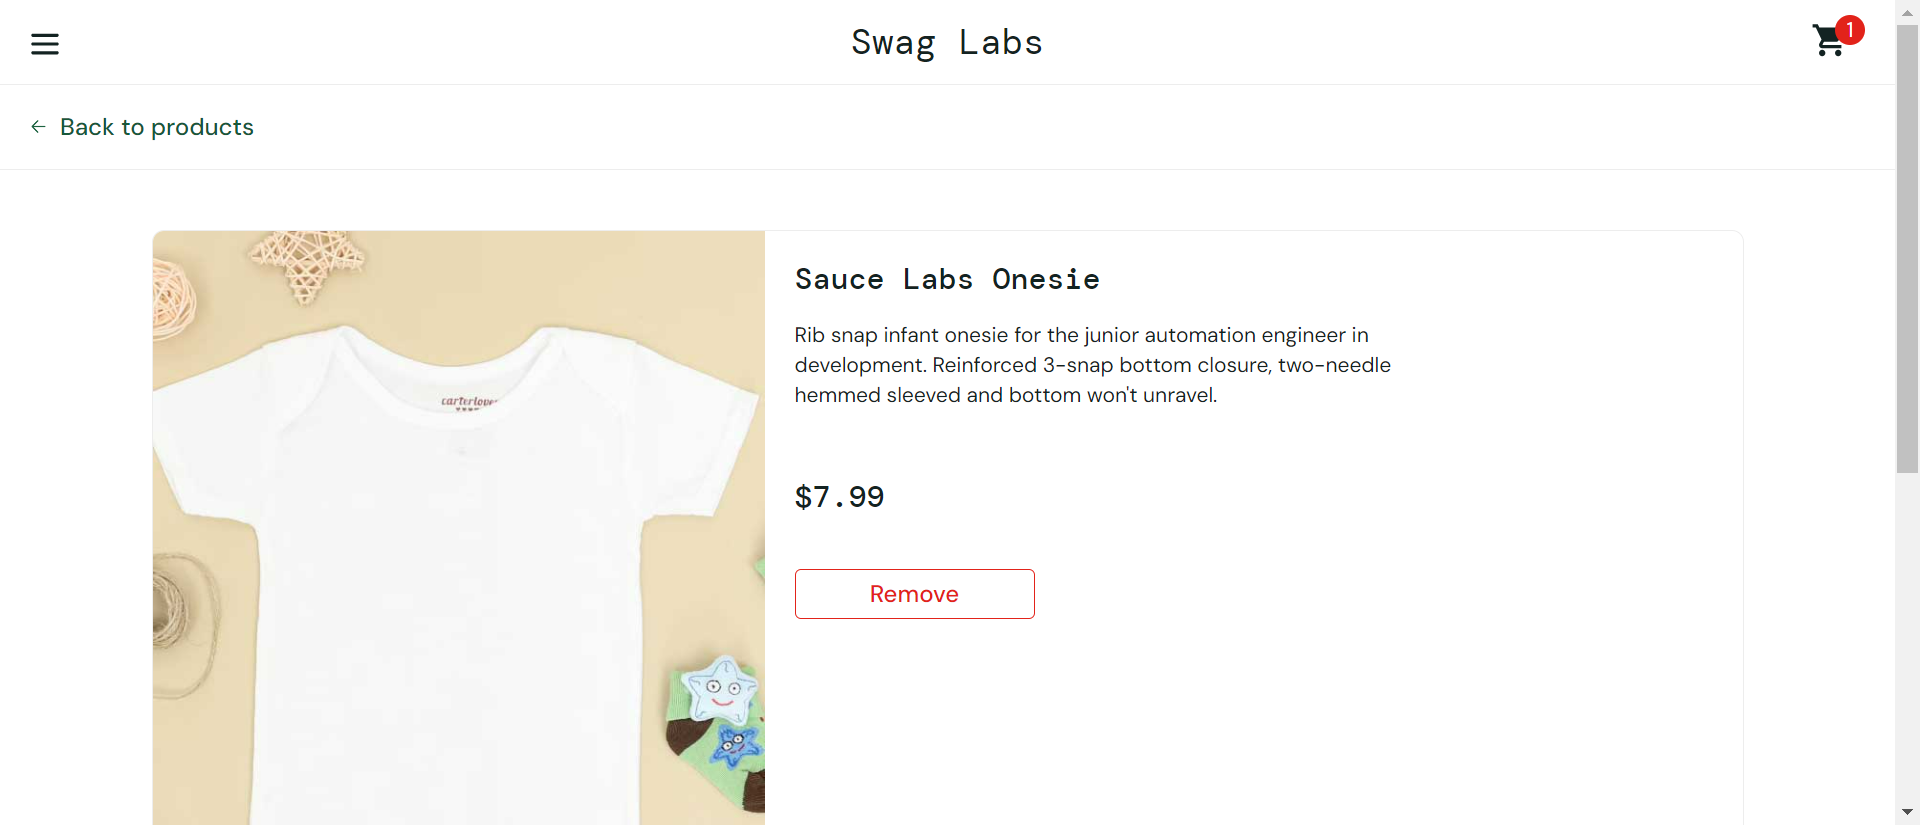 Swag Labs
1
Back to products
Sauce Labs Onesie
Rib snap infant onesie for the junior automation engineer in
development. Reinforced 3-snap bottom closure, two-needle
hemmed sleeved and bottom won't unravel.
$7.99
Remove